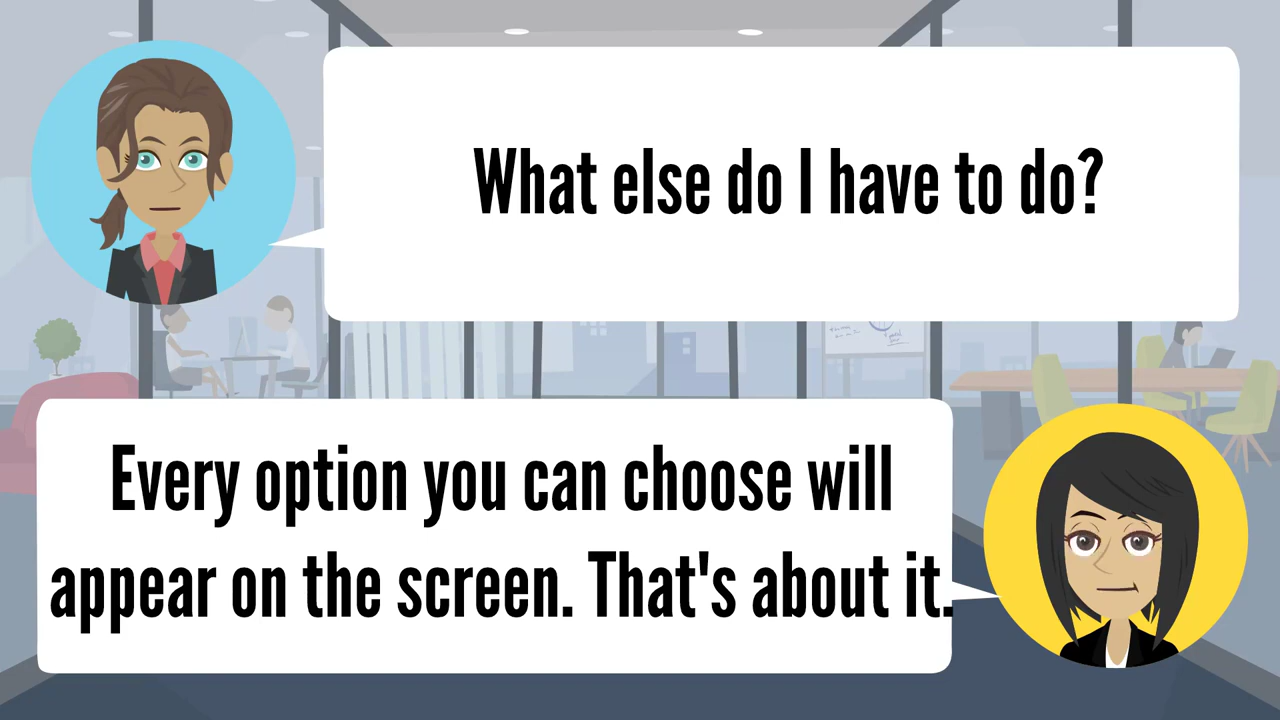 What else do I have to do?
Every option you can choose will
appear on the screen. That's about it.